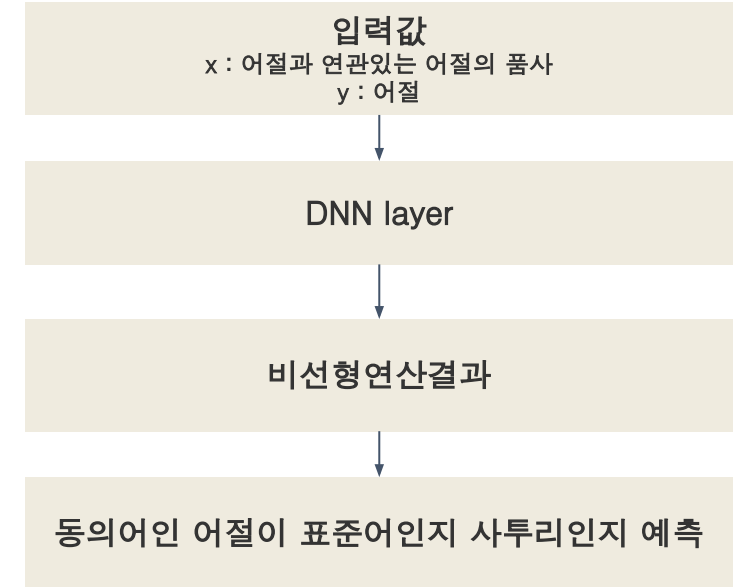 입력값
x : 어절과 연관있는 어절의 품사
y : 어절
DNN layer
비선형연산결과
동의어인 어절이 표준어인지 사투리인지 예측